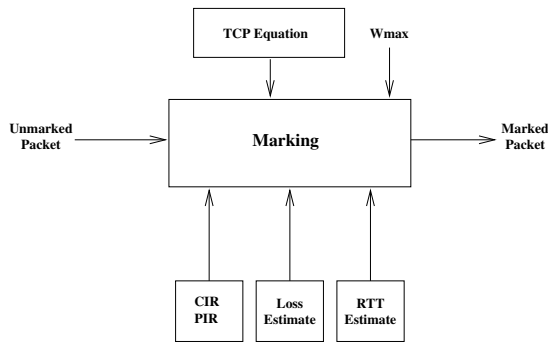 TCP Equation
Wmax
Unmarked
Packet
Marking
Marked
Packet
CIR
PIR
Loss
Estimate
RTT
Estimate